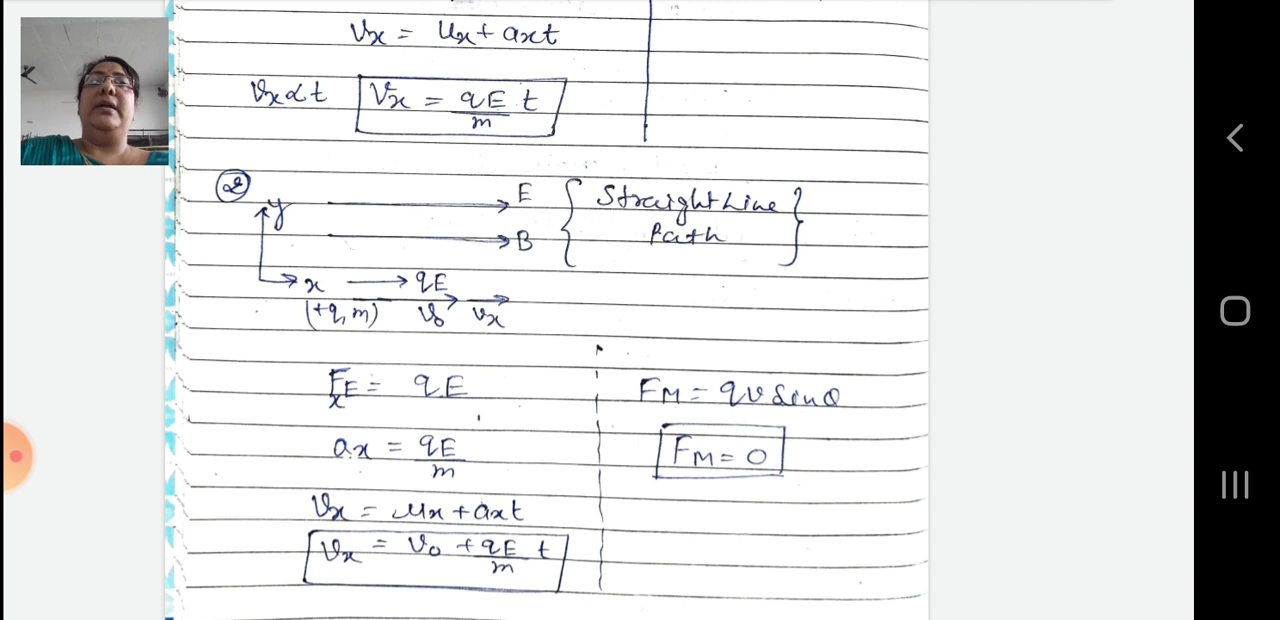 Vx = Ux + axt
Vx ∝ t Vx = qE/m t
②
y E { Straight Line
B Path }
x → qE
(+q, m) V₀ Vx
FEx = qE FM = qv Sinθ
ax = qE/m FM = 0
Vx = Ux + axt
Vx = V₀ + qE/m t